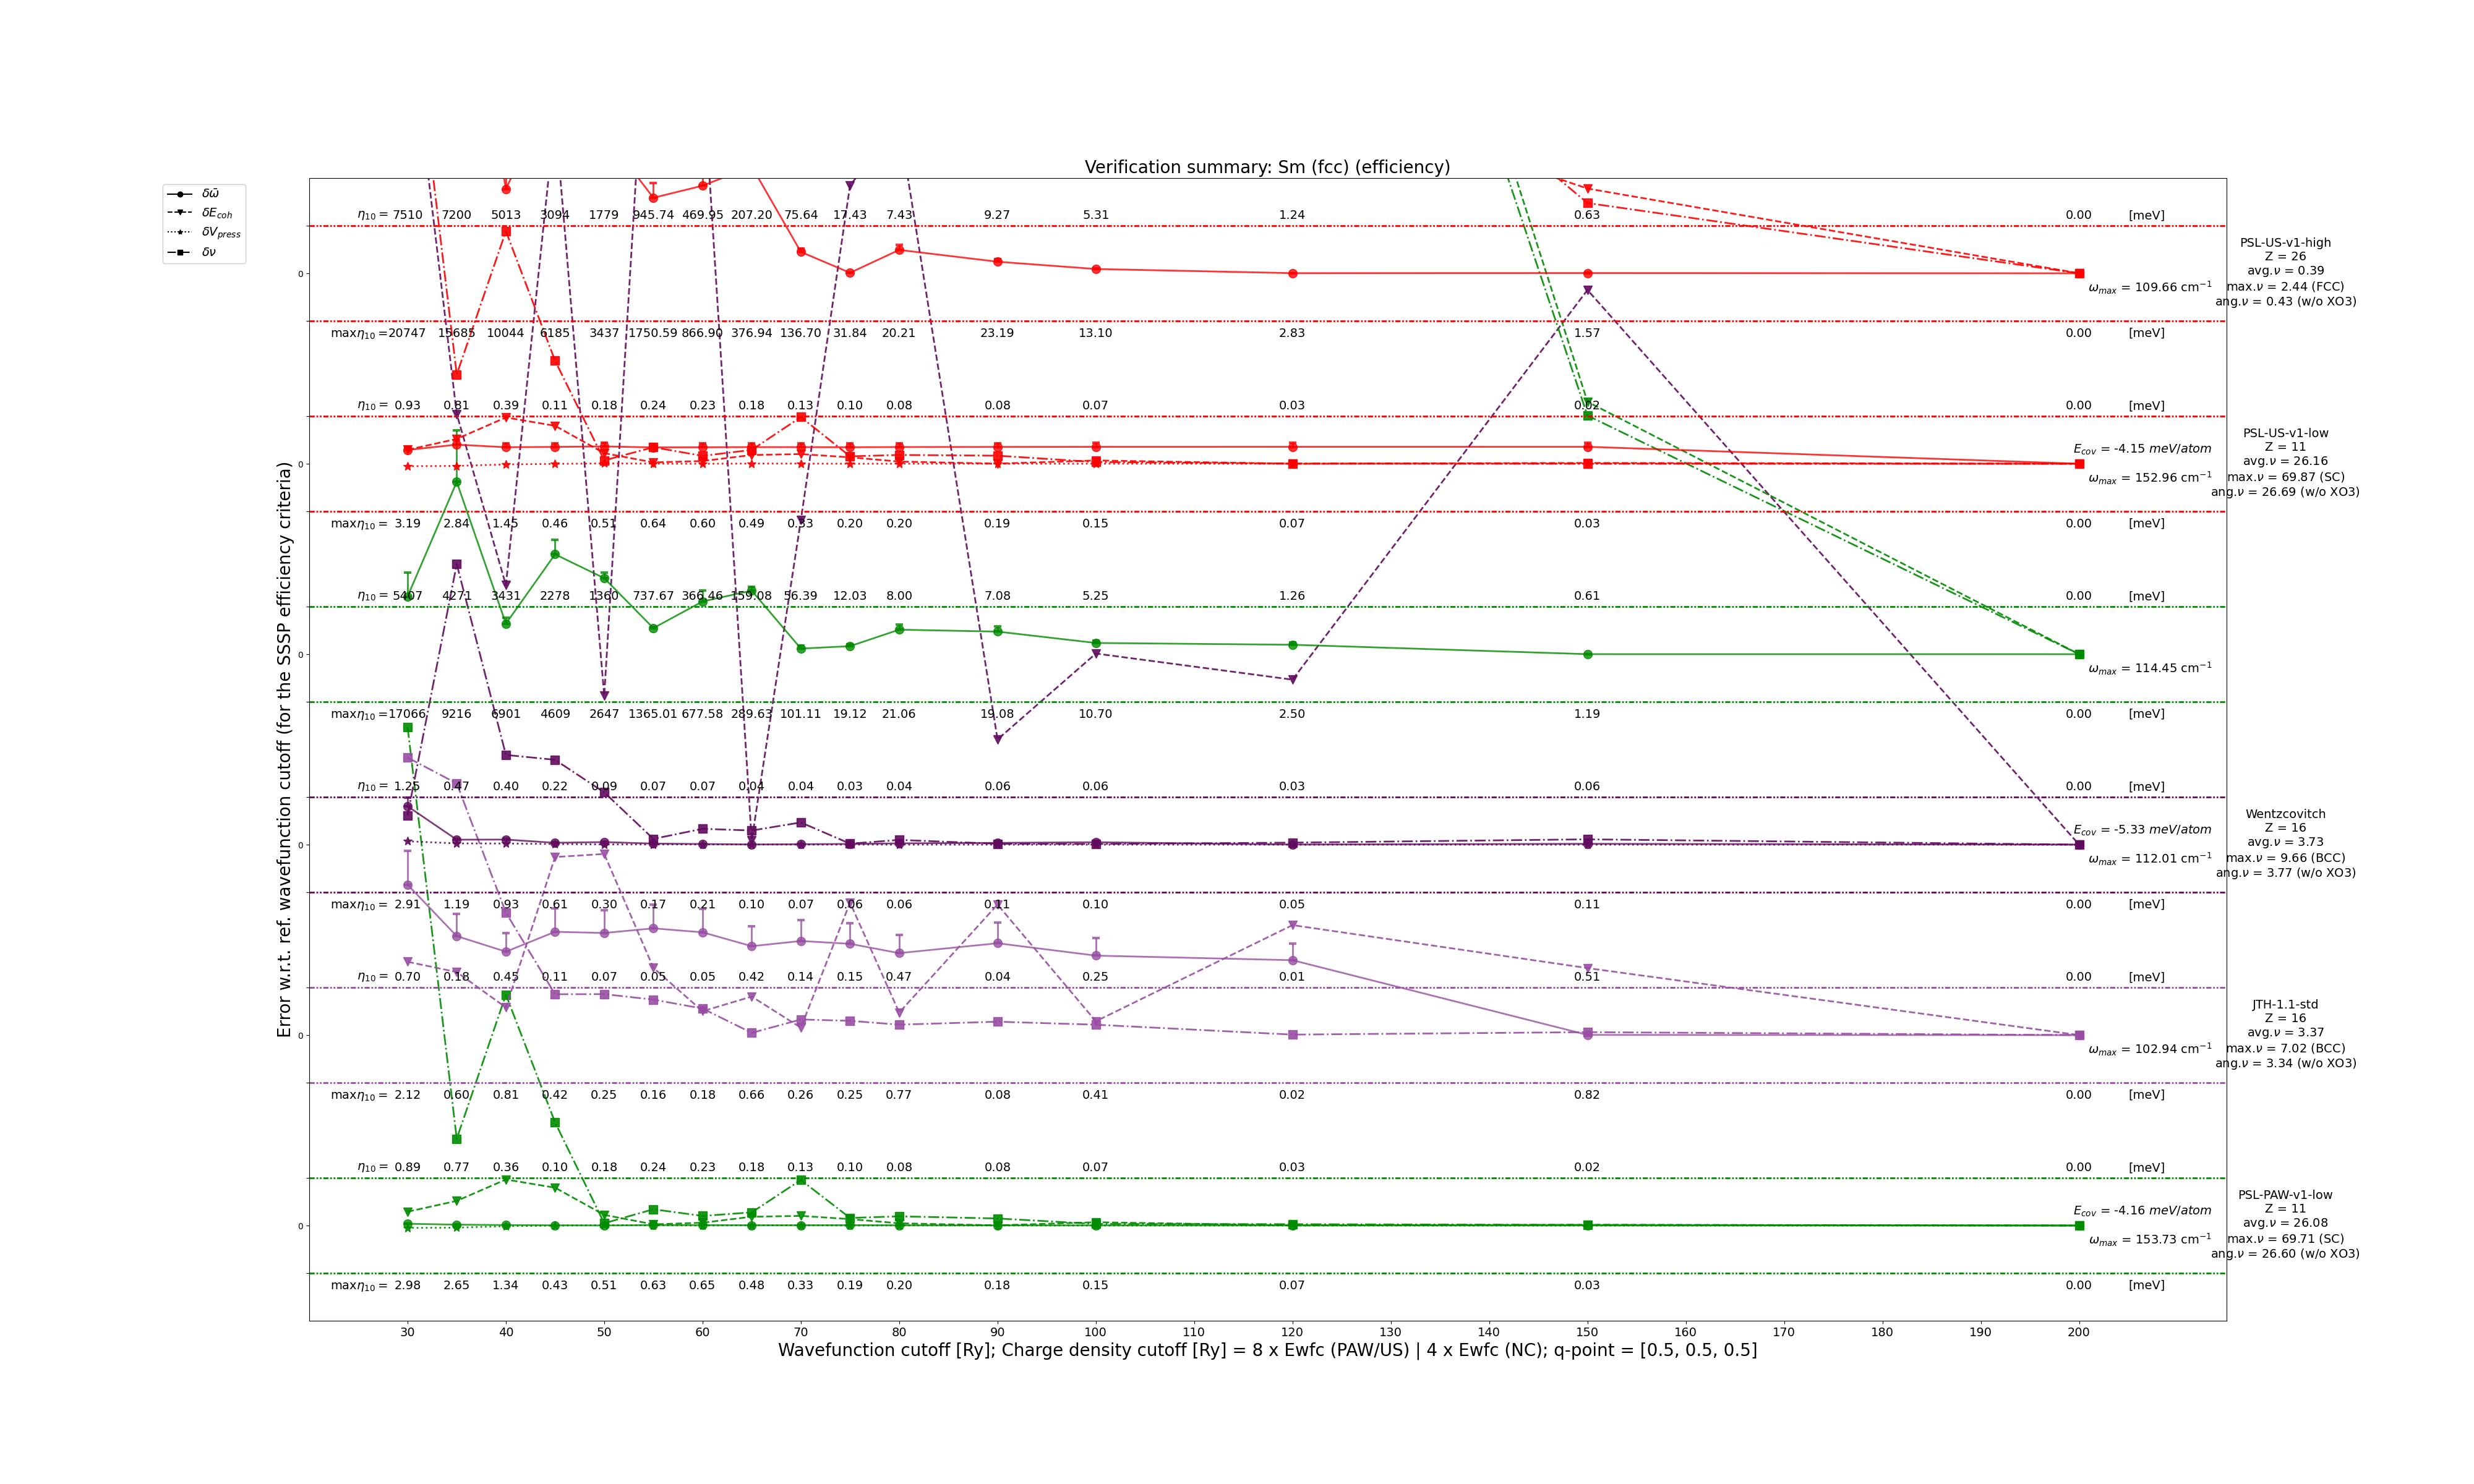 Verification summary: Sm (fcc) (efficiency)
δω̄
δE_coh
δV_press
δν
Error w.r.t. ref. wavefunction cutoff (for the SSSP efficiency criteria)
η₁₀ = 7510 7200 5013 3094 1779 945.74 469.95 207.20 75.64 17.43 7.43 9.27 5.31 1.24 0.63 0.00 [meV]
PSL-US-v1-high
Z = 26
avg.ν = 0.39
0
ω_max = 109.66 cm⁻¹ max.ν = 2.44 (FCC)
ang.ν = 0.43 (w/o XO3)
maxη₁₀ = 20747 15685 10044 6185 3437 1750.59 866.90 376.94 136.70 31.84 20.21 23.19 13.10 2.83 1.57 0.00 [meV]
η₁₀ = 0.93 0.81 0.39 0.11 0.18 0.24 0.23 0.18 0.13 0.10 0.08 0.08 0.07 0.03 0.02 0.00 [meV]
PSL-US-v1-low
Z = 11
E_cov = -4.15 meV/atom
avg.ν = 26.16
0
ω_max = 152.96 cm⁻¹ max.ν = 69.87 (SC)
ang.ν = 26.69 (w/o XO3)
maxη₁₀ = 3.19 2.84 1.45 0.46 0.51 0.64 0.60 0.49 0.33 0.20 0.20 0.19 0.15 0.07 0.03 0.00 [meV]
η₁₀ = 5407 4271 3431 2278 1360 737.67 366.46 159.08 56.39 12.03 8.00 7.08 5.25 1.26 0.61 0.00 [meV]
0
ω_max = 114.45 cm⁻¹
maxη₁₀ = 17066 9216 6901 4609 2647 1365.01 677.58 289.63 101.11 19.12 21.06 19.08 10.70 2.50 1.19 0.00 [meV]
η₁₀ = 1.25 0.47 0.40 0.22 0.09 0.07 0.07 0.04 0.04 0.03 0.04 0.06 0.06 0.03 0.06 0.00 [meV]
Wentzcovitch
Z = 16
E_cov = -5.33 meV/atom
avg.ν = 3.73
0
ω_max = 112.01 cm⁻¹ max.ν = 9.66 (BCC)
ang.ν = 3.77 (w/o XO3)
maxη₁₀ = 2.91 1.19 0.93 0.61 0.30 0.17 0.21 0.10 0.07 0.06 0.06 0.11 0.10 0.05 0.11 0.00 [meV]
η₁₀ = 0.70 0.18 0.45 0.11 0.07 0.05 0.05 0.42 0.14 0.15 0.47 0.04 0.25 0.01 0.51 0.00 [meV]
JTH-1.1-std
Z = 16
avg.ν = 3.37
0
ω_max = 102.94 cm⁻¹ max.ν = 7.02 (BCC)
ang.ν = 3.34 (w/o XO3)
maxη₁₀ = 2.12 0.60 0.81 0.42 0.25 0.16 0.18 0.66 0.26 0.25 0.77 0.08 0.41 0.02 0.82 0.00 [meV]
η₁₀ = 0.89 0.77 0.36 0.10 0.18 0.24 0.23 0.18 0.13 0.10 0.08 0.08 0.07 0.03 0.02 0.00 [meV]
PSL-PAW-v1-low
Z = 11
E_cov = -4.16 meV/atom
avg.ν = 26.08
0
ω_max = 153.73 cm⁻¹ max.ν = 69.71 (SC)
ang.ν = 26.60 (w/o XO3)
maxη₁₀ = 2.98 2.65 1.34 0.43 0.51 0.63 0.65 0.48 0.33 0.19 0.20 0.18 0.15 0.07 0.03 0.00 [meV]
30 40 50 60 70 80 90 100 110 120 130 140 150 160 170 180 190 200
Wavefunction cutoff [Ry]; Charge density cutoff [Ry] = 8 x Ewfc (PAW/US) | 4 x Ewfc (NC); q-point = [0.5, 0.5, 0.5]